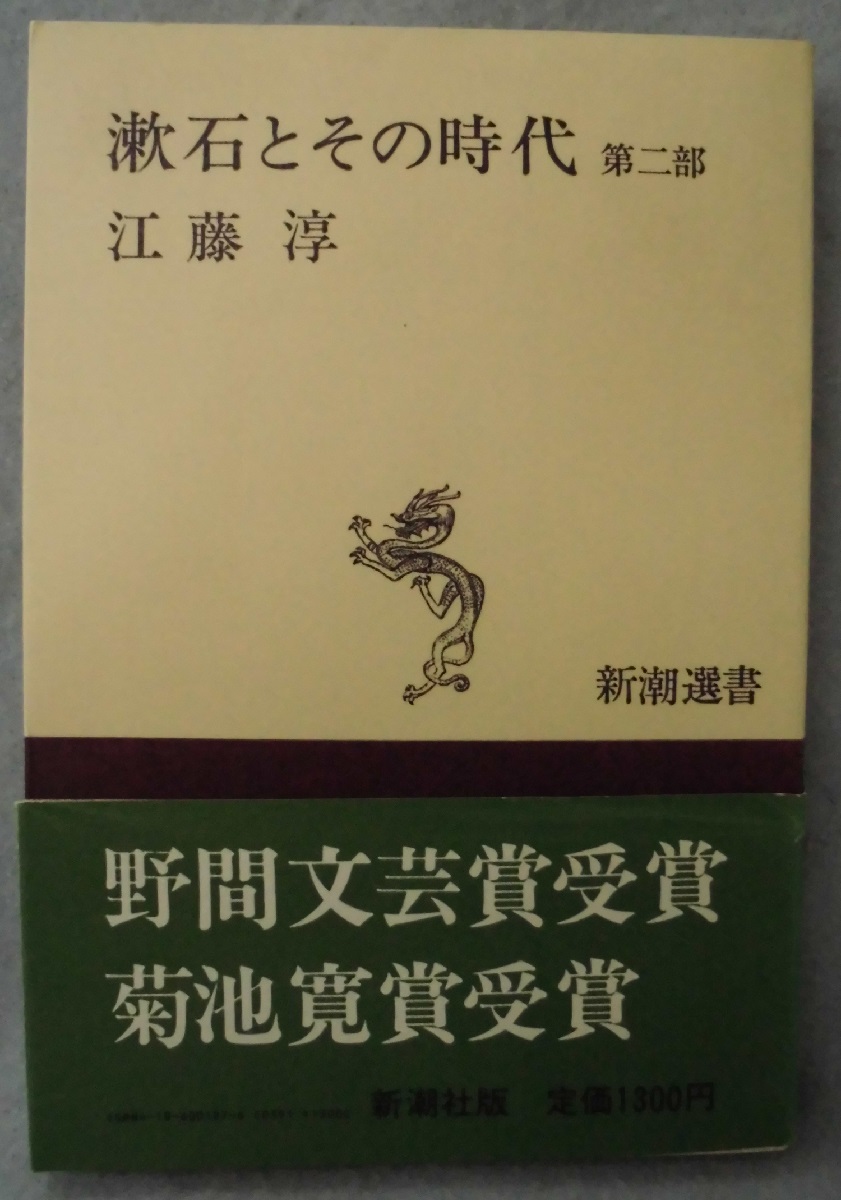 漱石とその時代 第二部
江藤 淳
新潮選書
野間文芸賞受賞
菊池寛賞受賞
新潮社版 定価1300円